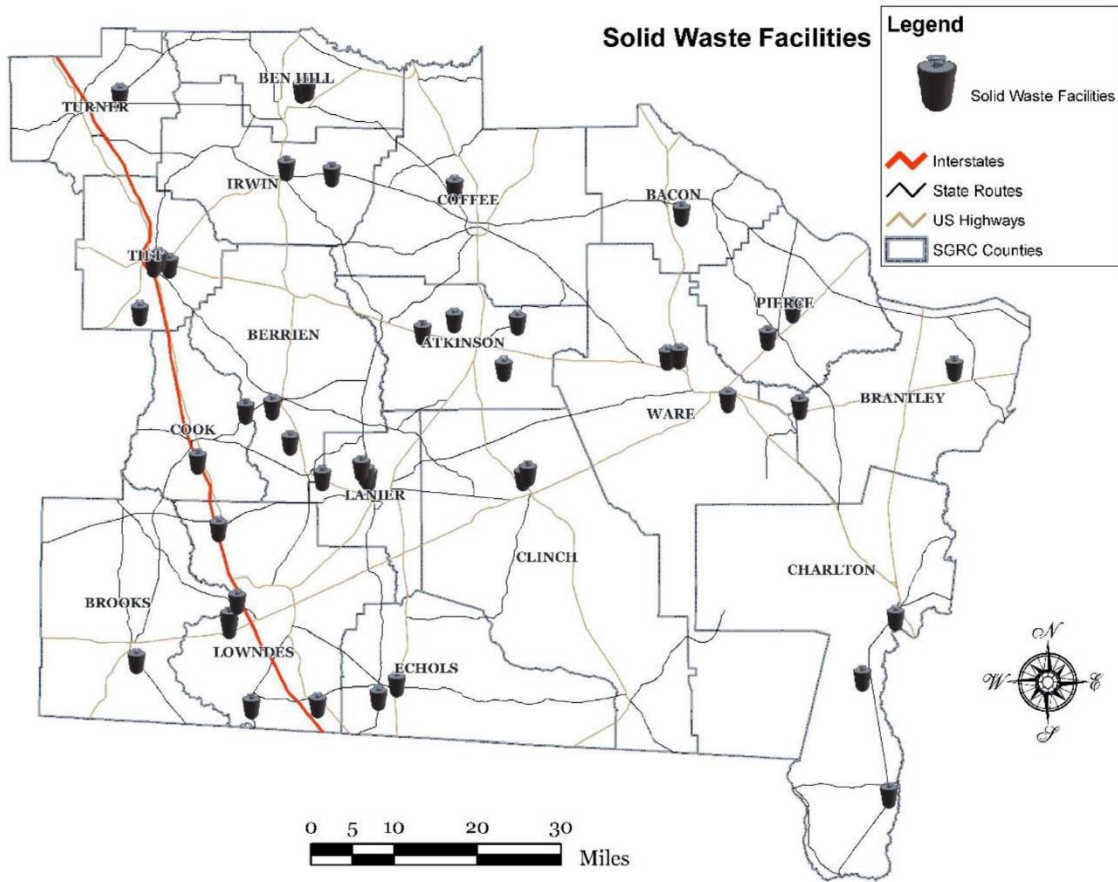 Solid Waste Facilities
Legend
Solid Waste Facilities
Interstates
State Routes
US Highways
SGRC Counties
BEN HILL
TURNER
IRWIN
COFFEE
BACON
TIFT
PIERCE
BERRIEN
ATKINSON
BRANTLEY
WARE
COOK
LANIER
CLINCH
CHARLTON
BROOKS
LOWNDES
ECHOLS
N
W E
S
0 5 10 20 30
Miles